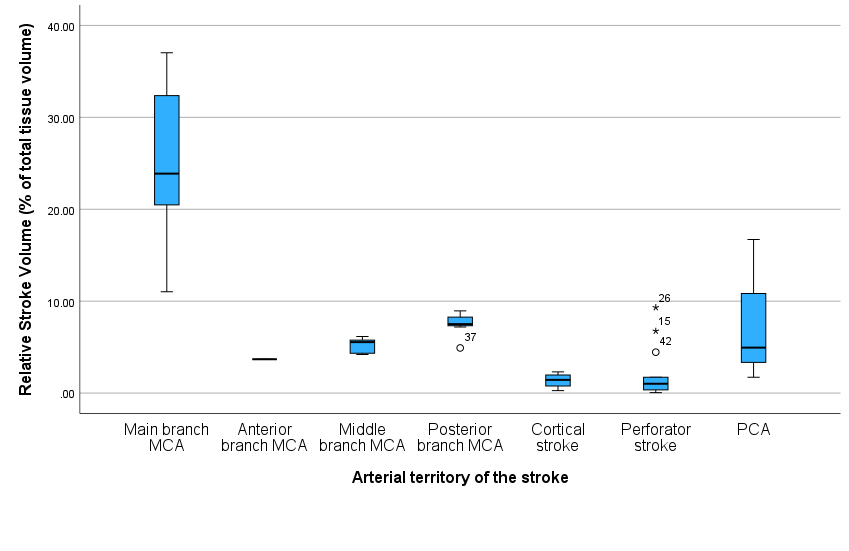 Relative Stroke Volume (% of total tissue volume)
40.00
30.00
20.00
10.00
.00
26
15
42
37
Main branch
MCA
Anterior
branch MCA
Middle
branch MCA
Posterior
branch MCA
Cortical
stroke
Perforator
stroke
PCA
Arterial territory of the stroke